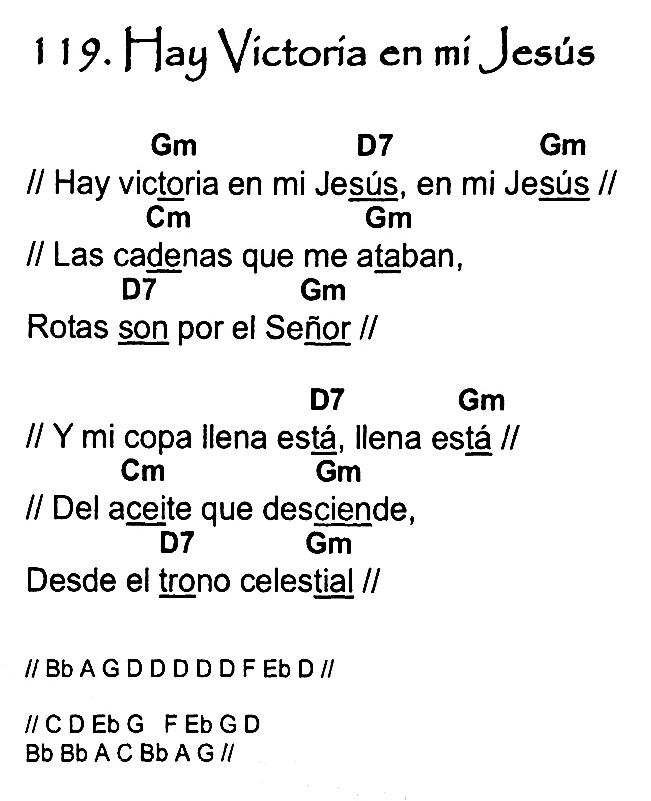 119. Hay Victoria en mi Jesús
Gm D7 Gm
// Hay victoria en mi Jesús, en mi Jesús //
Cm Gm
// Las cadenas que me ataban,
D7 Gm
Rotas son por el Señor //
D7 Gm
// Y mi copa llena está, llena está //
Cm Gm
// Del aceite que desciende,
D7 Gm
Desde el trono celestial //
// Bb A G D D D D D F Eb D //
// C D Eb G F Eb G D
Bb Bb A C Bb A G //